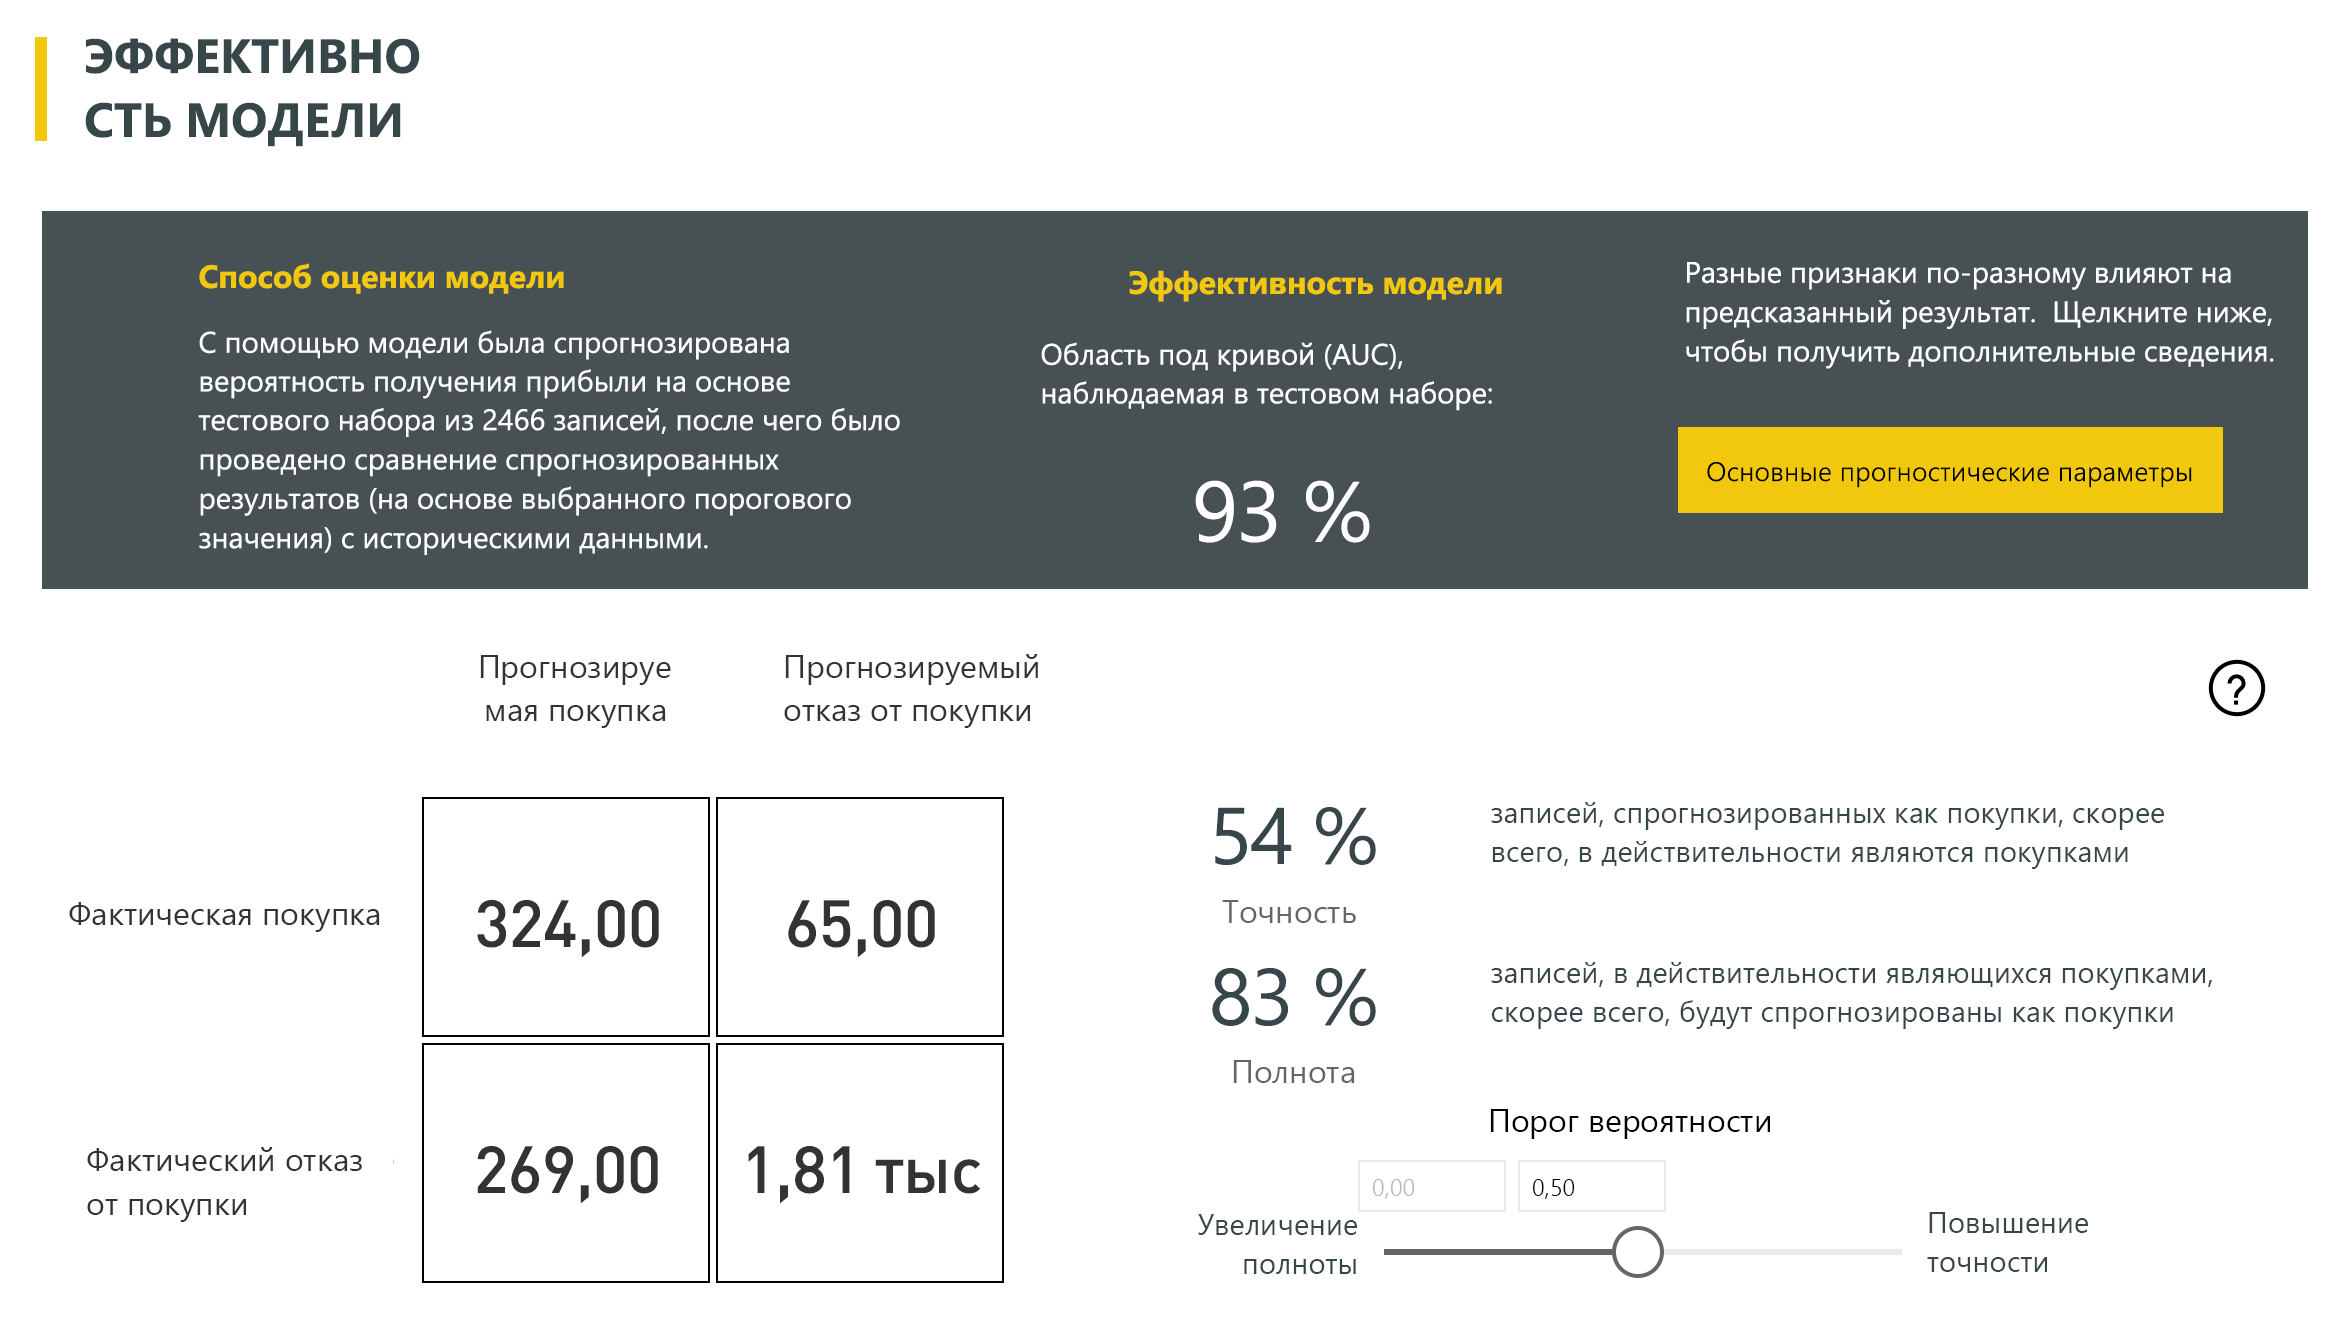 ЭФФЕКТИВНО
СТЬ МОДЕЛИ
Способ оценки модели
С помощью модели была спрогнозирована
вероятность получения прибыли на основе
тестового набора из 2466 записей, после чего было
проведено сравнение спрогнозированных
результатов (на основе выбранного порогового
значения) с историческими данными.
Эффективность модели
Область под кривой (AUC),
наблюдаемая в тестовом наборе:
93 %
Разные признаки по-разному влияют на
предсказанный результат.  Щелкните ниже,
чтобы получить дополнительные сведения.
Основные прогностические параметры
Прогнозируе
мая покупка
Прогнозируемый
отказ от покупки
?
Фактическая покупка
324,00
65,00
Фактический отказ
от покупки
269,00
1,81 тыс
54 %
Точность
записей, спрогнозированных как покупки, скорее
всего, в действительности являются покупками
83 %
Полнота
записей, в действительности являющихся покупками,
скорее всего, будут спрогнозированы как покупки
Порог вероятности
0,00
0,50
Увеличение
полноты
Повышение
точности